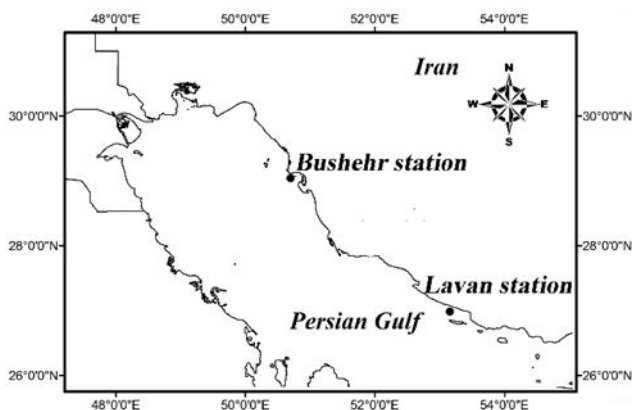 48°0'0"E 50°0'0"E 52°0'0"E 54°0'0"E
Iran
N
W E
S
30°0'0"N 30°0'0"N
Bushehr station
28°0'0"N 28°0'0"N
Lavan station
Persian Gulf
26°0'0"N 26°0'0"N
48°0'0"E 50°0'0"E 52°0'0"E 54°0'0"E